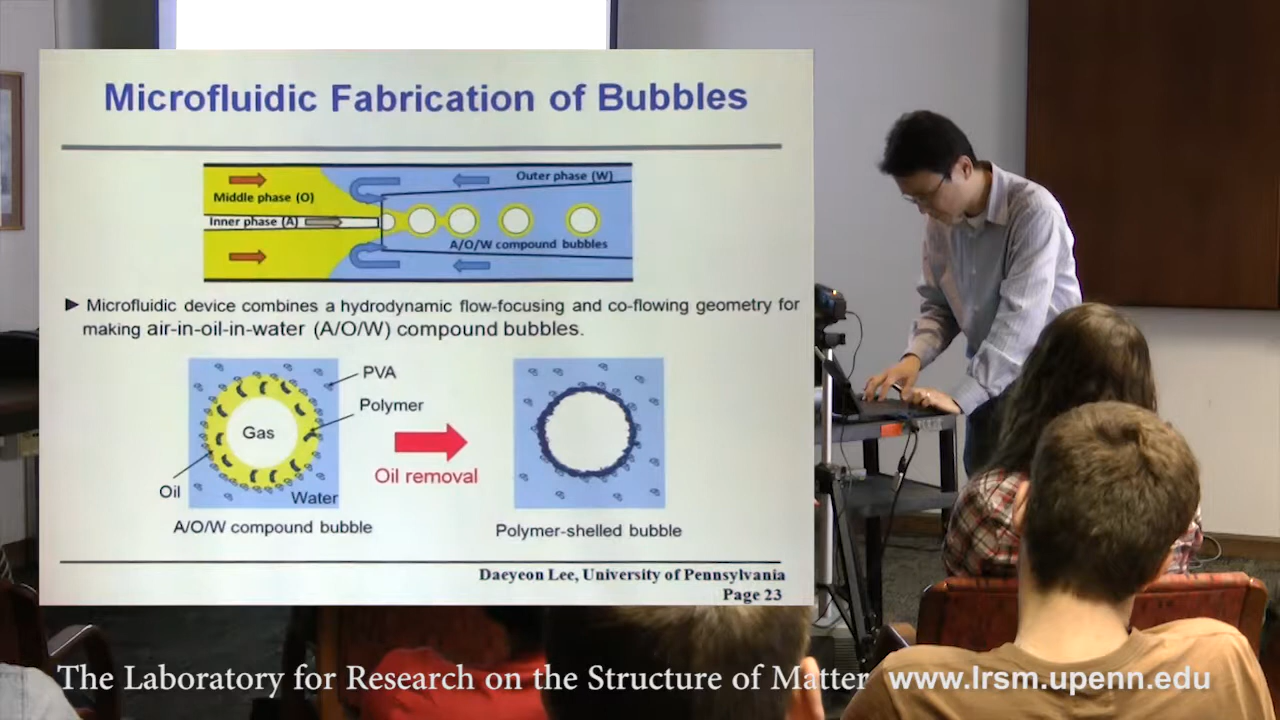 Microfluidic Fabrication of Bubbles
Outer phase (W)
Middle phase (O)
Inner phase (A)
A/O/W compound bubbles
► Microfluidic device combines a hydrodynamic flow-focusing and co-flowing geometry for
making air-in-oil-in-water (A/O/W) compound bubbles.
PVA
Polymer
Gas
Oil removal
Oil
Water
A/O/W compound bubble
Polymer-shelled bubble
Daeyeon Lee, University of Pennsylvania
Page 23
The Laboratory for Research on the Structure of Matter www.lrsm.upenn.edu